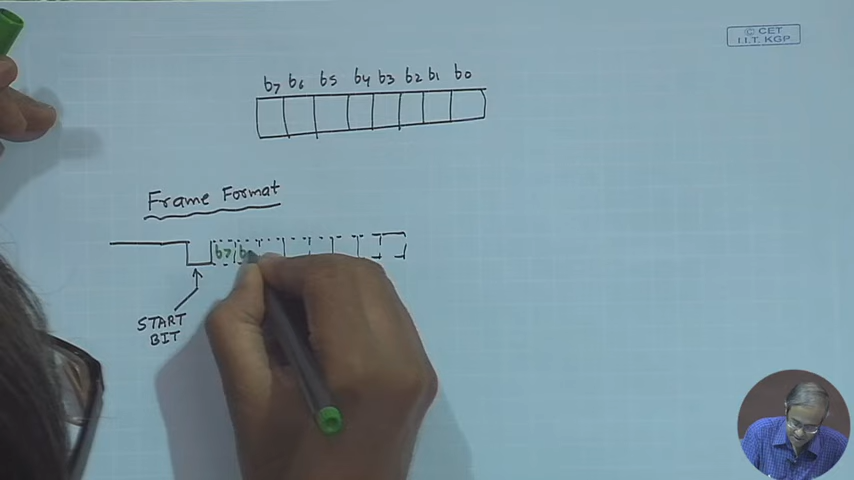 © CET
I.I.T. KGP
b7 b6 b5 b4 b3 b2 b1 b0
Frame Format
b7
START
BIT